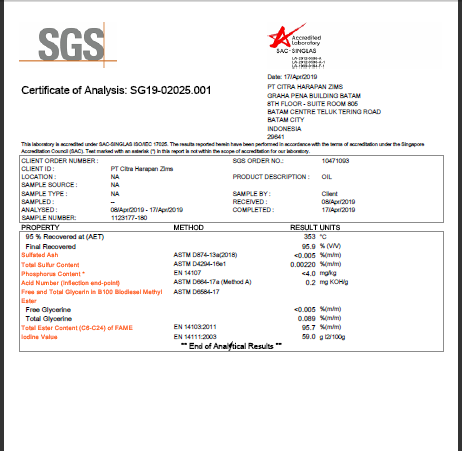 SGS
Accredited
Laboratory
SAC-SINGLAS
Date: 17/Apr/2019
Certificate of Analysis: SG19-02025.001
PT CITRA HARAPAN ZIMS
GRAHA PENA BUILDING BATAM
8TH FLOOR - SUITE ROOM 805
BATAM CENTRE TELUK TERING ROAD
BATAM CITY
INDONESIA
29641
This laboratory is accredited under SAC-SINGLAS ISO/IEC 17025. The results reported herein have been performed in accordance with the terms of accreditation under the Singapore
Accreditation Council (SAC). Test marked with an asterisk (*) in this report is not within the scope of accreditation for our laboratory.
CLIENT ORDER NUMBER : SGS ORDER NO.: 10471093
CLIENT ID : PT Citra Harapan Zims
LOCATION : NA PRODUCT DESCRIPTION : OIL
SAMPLE SOURCE : NA
SAMPLE TYPE : NA SAMPLE BY : Client
SAMPLED : -- RECEIVED : 08/Apr/2019
ANALYSED : 08/Apr/2019 - 17/Apr/2019 COMPLETED : 17/Apr/2019
SAMPLE NUMBER: 1123177-180
PROPERTY METHOD RESULT UNITS
95 % Recovered at (AET) 353 °C
Final Recovered 95.9 % (V/V)
Sulfated Ash ASTM D874-13a(2018) <0.005 %(m/m)
Total Sulfur Content ASTM D4294-16e1 0.00220 %(m/m)
Phosphorus Content * EN 14107 <4.0 mg/kg
Acid Number (Inflection end-point) ASTM D664-17a (Method A) 0.2 mg KOH/g
Free and Total Glycerin in B100 Biodiesel Methyl ASTM D6584-17
Ester
Free Glycerine <0.005 %(m/m)
Total Glycerine 0.089 %(m/m)
Total Ester Content (C6-C24) of FAME EN 14103:2011 95.7 %(m/m)
Iodine Value EN 14111:2003 59.0 g I2/100g
** End of Analytical Results **